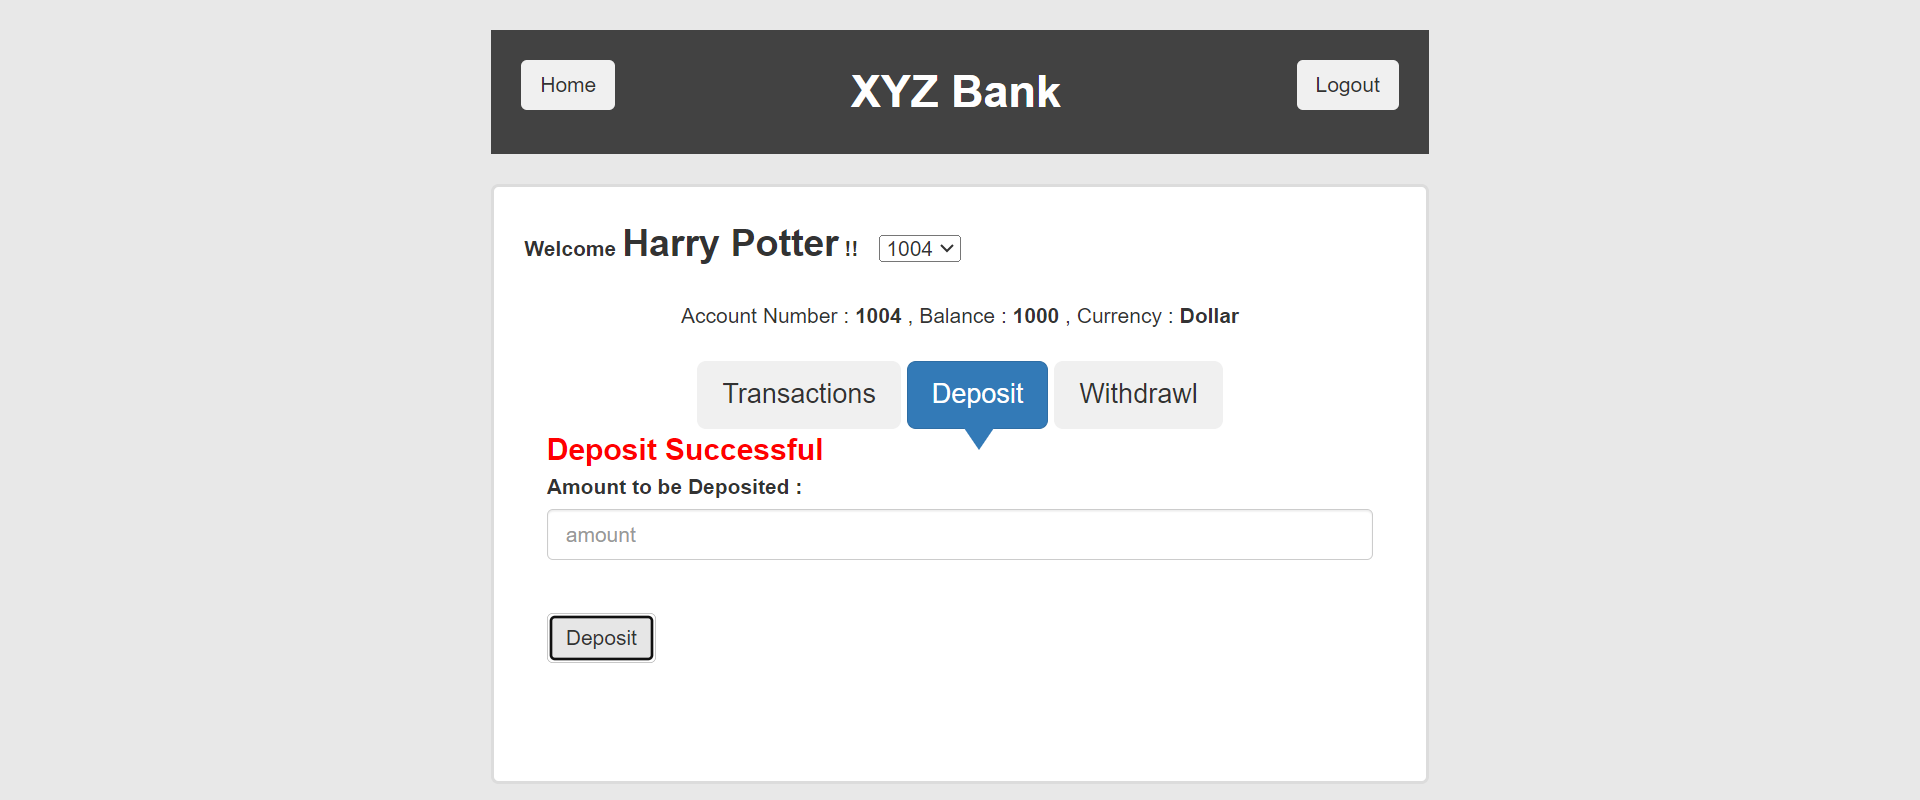 Home XYZ Bank Logout
Welcome Harry Potter !! 1004
Account Number : 1004 , Balance : 1000 , Currency : Dollar
Transactions Deposit Withdrawl
Deposit Successful
Amount to be Deposited :
amount
Deposit